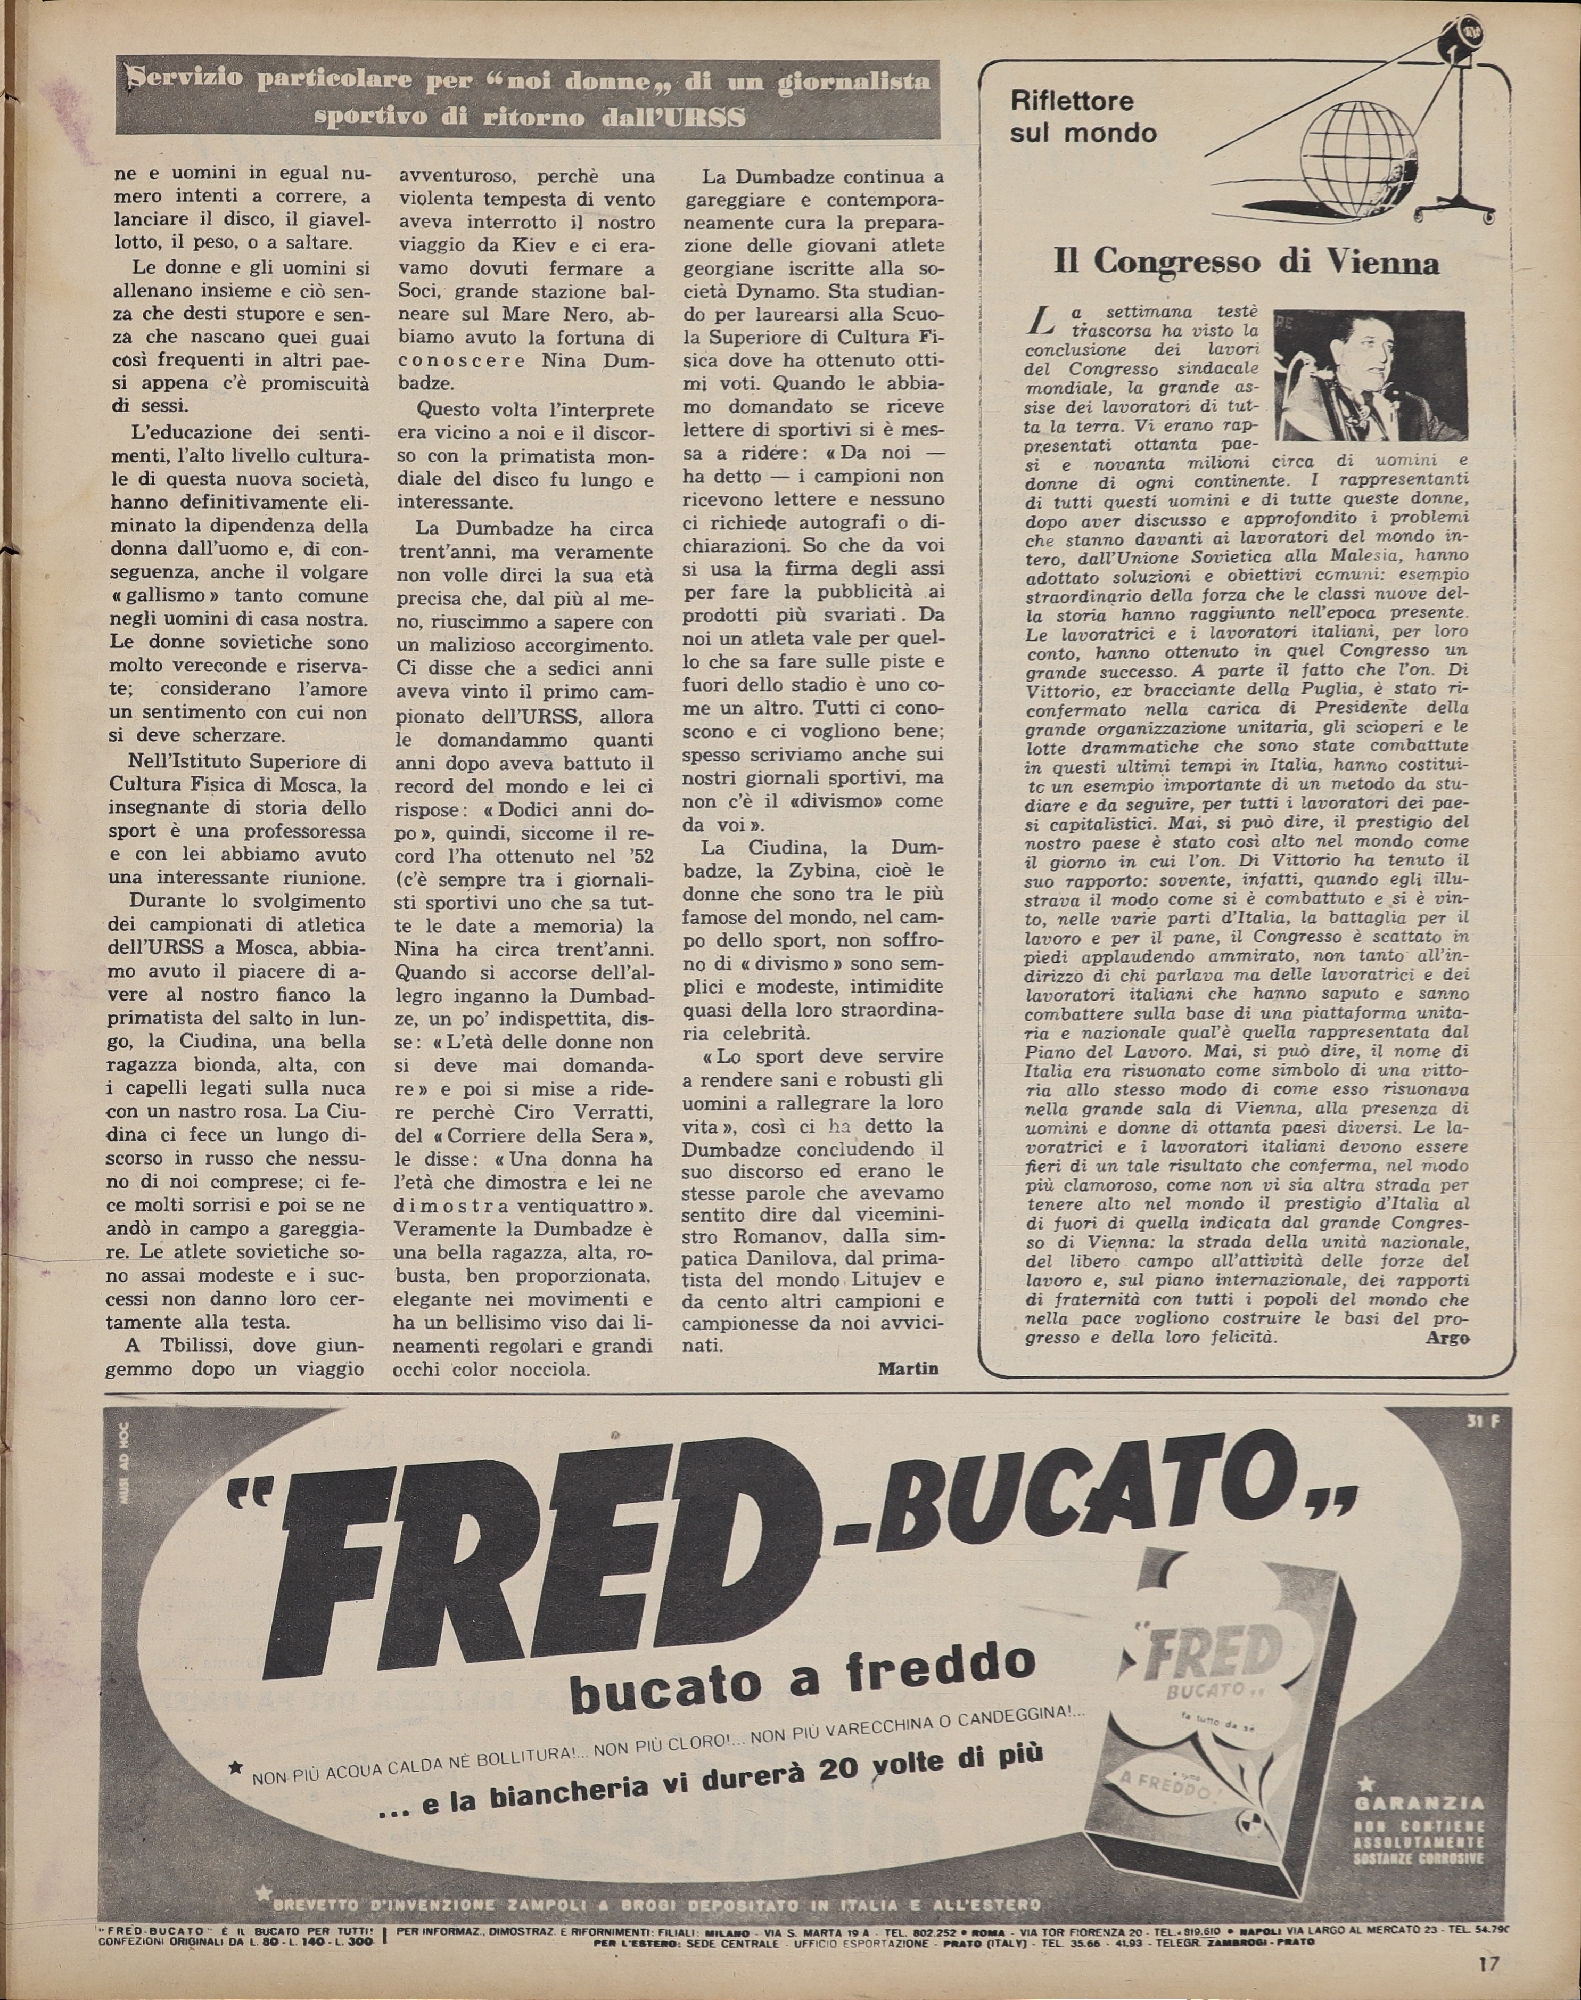 Servizio particolare per “noi donne„ di un giornalista
sportivo di ritorno dall'URSS
ne e uomini in egual nu-
mero intenti a correre, a
lanciare il disco, il giavel-
lotto, il peso, o a saltare.
Le donne e gli uomini si
allenano insieme e ciò sen-
za che desti stupore e sen-
za che nascano quei guai
così frequenti in altri pae-
si appena c'è promiscuità
di sessi.
L'educazione dei senti-
menti, l'alto livello cultura-
le di questa nuova società,
hanno definitivamente eli-
minato la dipendenza della
donna dall'uomo e, di con-
seguenza, anche il volgare
« gallismo » tanto comune
negli uomini di casa nostra.
Le donne sovietiche sono
molto vereconde e riserva-
te; considerano l'amore
un sentimento con cui non
si deve scherzare.
Nell'Istituto Superiore di
Cultura Fisica di Mosca, la
insegnante di storia dello
sport è una professoressa
e con lei abbiamo avuto
una interessante riunione.
Durante lo svolgimento
dei campionati di atletica
dell'URSS a Mosca, abbia-
mo avuto il piacere di a-
vere al nostro fianco la
primatista del salto in lun-
go, la Ciudina, una bella
ragazza bionda, alta, con
i capelli legati sulla nuca
con un nastro rosa. La Ciu-
dina ci fece un lungo di-
scorso in russo che nessu-
no di noi comprese; ci fe-
ce molti sorrisi e poi se ne
andò in campo a gareggia-
re. Le atlete sovietiche so-
no assai modeste e i suc-
cessi non danno loro cer-
tamente alla testa.
A Tbilissi, dove giun-
gemmo dopo un viaggio
avventuroso, perchè una
violenta tempesta di vento
aveva interrotto il nostro
viaggio da Kiev e ci era-
vamo dovuti fermare a
Soci, grande stazione bal-
neare sul Mare Nero, ab-
biamo avuto la fortuna di
conoscere Nina Dum-
badze.
Questo volta l'interprete
era vicino a noi e il discor-
so con la primatista mon-
diale del disco fu lungo e
interessante.
La Dumbadze ha circa
trent'anni, ma veramente
non volle dirci la sua età
precisa che, dal più al me-
no, riuscimmo a sapere con
un malizioso accorgimento.
Ci disse che a sedici anni
aveva vinto il primo cam-
pionato dell'URSS, allora
le domandammo quanti
anni dopo aveva battuto il
record del mondo e lei ci
rispose: « Dodici anni do-
po », quindi, siccome il re-
cord l'ha ottenuto nel '52
(c'è sempre tra i giornali-
sti sportivi uno che sa tut-
te le date a memoria) la
Nina ha circa trent'anni.
Quando si accorse dell'al-
legro inganno la Dumbad-
ze, un po' indispettita, dis-
se: « L'età delle donne non
si deve mai domanda-
re » e poi si mise a ride-
re perchè Ciro Verratti,
del « Corriere della Sera »,
le disse: « Una donna ha
l'età che dimostra e lei ne
dimostra ventiquattro ».
Veramente la Dumbadze è
una bella ragazza, alta, ro-
busta, ben proporzionata,
elegante nei movimenti e
ha un bellisimo viso dai li-
neamenti regolari e grandi
occhi color nocciola.
La Dumbadze continua a
gareggiare e contempora-
neamente cura la prepara-
zione delle giovani atlete
georgiane iscritte alla so-
cietà Dynamo. Sta studian-
do per laurearsi alla Scuo-
la Superiore di Cultura Fi-
sica dove ha ottenuto otti-
mi voti. Quando le abbia-
mo domandato se riceve
lettere di sportivi si è mes-
sa a ridere: « Da noi —
ha detto — i campioni non
ricevono lettere e nessuno
ci richiede autografi o di-
chiarazioni. So che da voi
si usa la firma degli assi
per fare la pubblicità ai
prodotti più svariati. Da
noi un atleta vale per quel-
lo che sa fare sulle piste e
fuori dello stadio è uno co-
me un altro. Tutti ci cono-
scono e ci vogliono bene;
spesso scriviamo anche sui
nostri giornali sportivi, ma
non c'è il «divismo» come
da voi ».
La Ciudina, la Dum-
badze, la Zybina, cioè le
donne che sono tra le più
famose del mondo, nel cam-
po dello sport, non soffro-
no di « divismo » sono sem-
plici e modeste, intimidite
quasi della loro straordina-
ria celebrità.
« Lo sport deve servire
a rendere sani e robusti gli
uomini a rallegrare la loro
vita », così ci ha detto la
Dumbadze concludendo il
suo discorso ed erano le
stesse parole che avevamo
sentito dire dal vicemini-
stro Romanov, dalla sim-
patica Danilova, dal prima-
tista del mondo Litujev e
da cento altri campioni e
campionesse da noi avvici-
nati.
Martin
Riflettore
sul mondo
Il Congresso di Vienna
La settimana testè
trascorsa ha visto la
conclusione dei lavori
del Congresso sindacale
mondiale, la grande as-
sise dei lavoratori di tut-
ta la terra. Vi erano rap-
presentati ottanta pae-
si e novanta milioni circa di uomini e
donne di ogni continente. I rappresentanti
di tutti questi uomini e di tutte queste donne,
dopo aver discusso e approfondito i problemi
che stanno davanti ai lavoratori del mondo in-
tero, dall'Unione Sovietica alla Malesia, hanno
adottato soluzioni e obiettivi comuni: esempio
straordinario della forza che le classi nuove del-
la storia hanno raggiunto nell'epoca presente.
Le lavoratrici e i lavoratori italiani, per loro
conto, hanno ottenuto in quel Congresso un
grande successo. A parte il fatto che l'on. Di
Vittorio, ex bracciante della Puglia, è stato ri-
confermato nella carica di Presidente della
grande organizzazione unitaria, gli scioperi e le
lotte drammatiche che sono state combattute
in questi ultimi tempi in Italia, hanno costitui-
to un esempio importante di un metodo da stu-
diare e da seguire, per tutti i lavoratori dei pae-
si capitalistici. Mai, si può dire, il prestigio del
nostro paese è stato così alto nel mondo come
il giorno in cui l'on. Di Vittorio ha tenuto il
suo rapporto: sovente, infatti, quando egli illu-
strava il modo come si è combattuto e si è vin-
to, nelle varie parti d'Italia, la battaglia per il
lavoro e per il pane, il Congresso è scattato in
piedi applaudendo ammirato, non tanto all'in-
dirizzo di chi parlava ma delle lavoratrici e dei
lavoratori italiani che hanno saputo e sanno
combattere sulla base di una piattaforma unita-
ria e nazionale qual'è quella rappresentata dal
Piano del Lavoro. Mai, si può dire, il nome di
Italia era risuonato come simbolo di una vitto-
ria allo stesso modo di come esso risuonava
nella grande sala di Vienna, alla presenza di
uomini e donne di ottanta paesi diversi. Le la-
voratrici e i lavoratori italiani devono essere
fieri di un tale risultato che conferma, nel modo
più clamoroso, come non vi sia altra strada per
tenere alto nel mondo il prestigio d'Italia al
di fuori di quella indicata dal grande Congres-
so di Vienna: la strada della unità nazionale,
del libero campo all'attività delle forze del
lavoro e, sul piano internazionale, dei rapporti
di fraternità con tutti i popoli del mondo che
nella pace vogliono costruire le basi del pro-
gresso e della loro felicità. Argo
MUSI AD HOC
31 F
“FRED-BUCATO„
bucato a freddo
NON PIÙ ACQUA CALDA NÈ BOLLITURA!... NON PIÙ CLORO!... NON PIÙ VARECCHINA O CANDEGGINA!...
... e la biancheria vi durerà 20 volte di più
“FRED
BUCATO„
fa tutto da sé
A FREDDO
GARANZIA
NON CONTIENE
ASSOLUTAMENTE
SOSTANZE CORROSIVE
BREVETTO D'INVENZIONE ZAMPOLI & BROGI DEPOSITATO IN ITALIA E ALL'ESTERO
"FRED-BUCATO" È IL BUCATO PER TUTTI!
CONFEZIONI ORIGINALI DA L. 80 - L. 140 - L. 300
PER INFORMAZ., DIMOSTRAZ. E RIFORNIMENTI: FILIALI: MILANO - VIA S. MARTA 19 A - TEL. 802.252 • ROMA - VIA TOR FIORENZA 20 - TEL. 819.610 • NAPOLI VIA LARGO AL MERCATO 23 - TEL. 54.790
PER L'ESTERO: SEDE CENTRALE - UFFICIO ESPORTAZIONE - PRATO (ITALY) - TEL. 35.66 - 41.93 - TELEGR. ZAMBROGI - PRATO
17